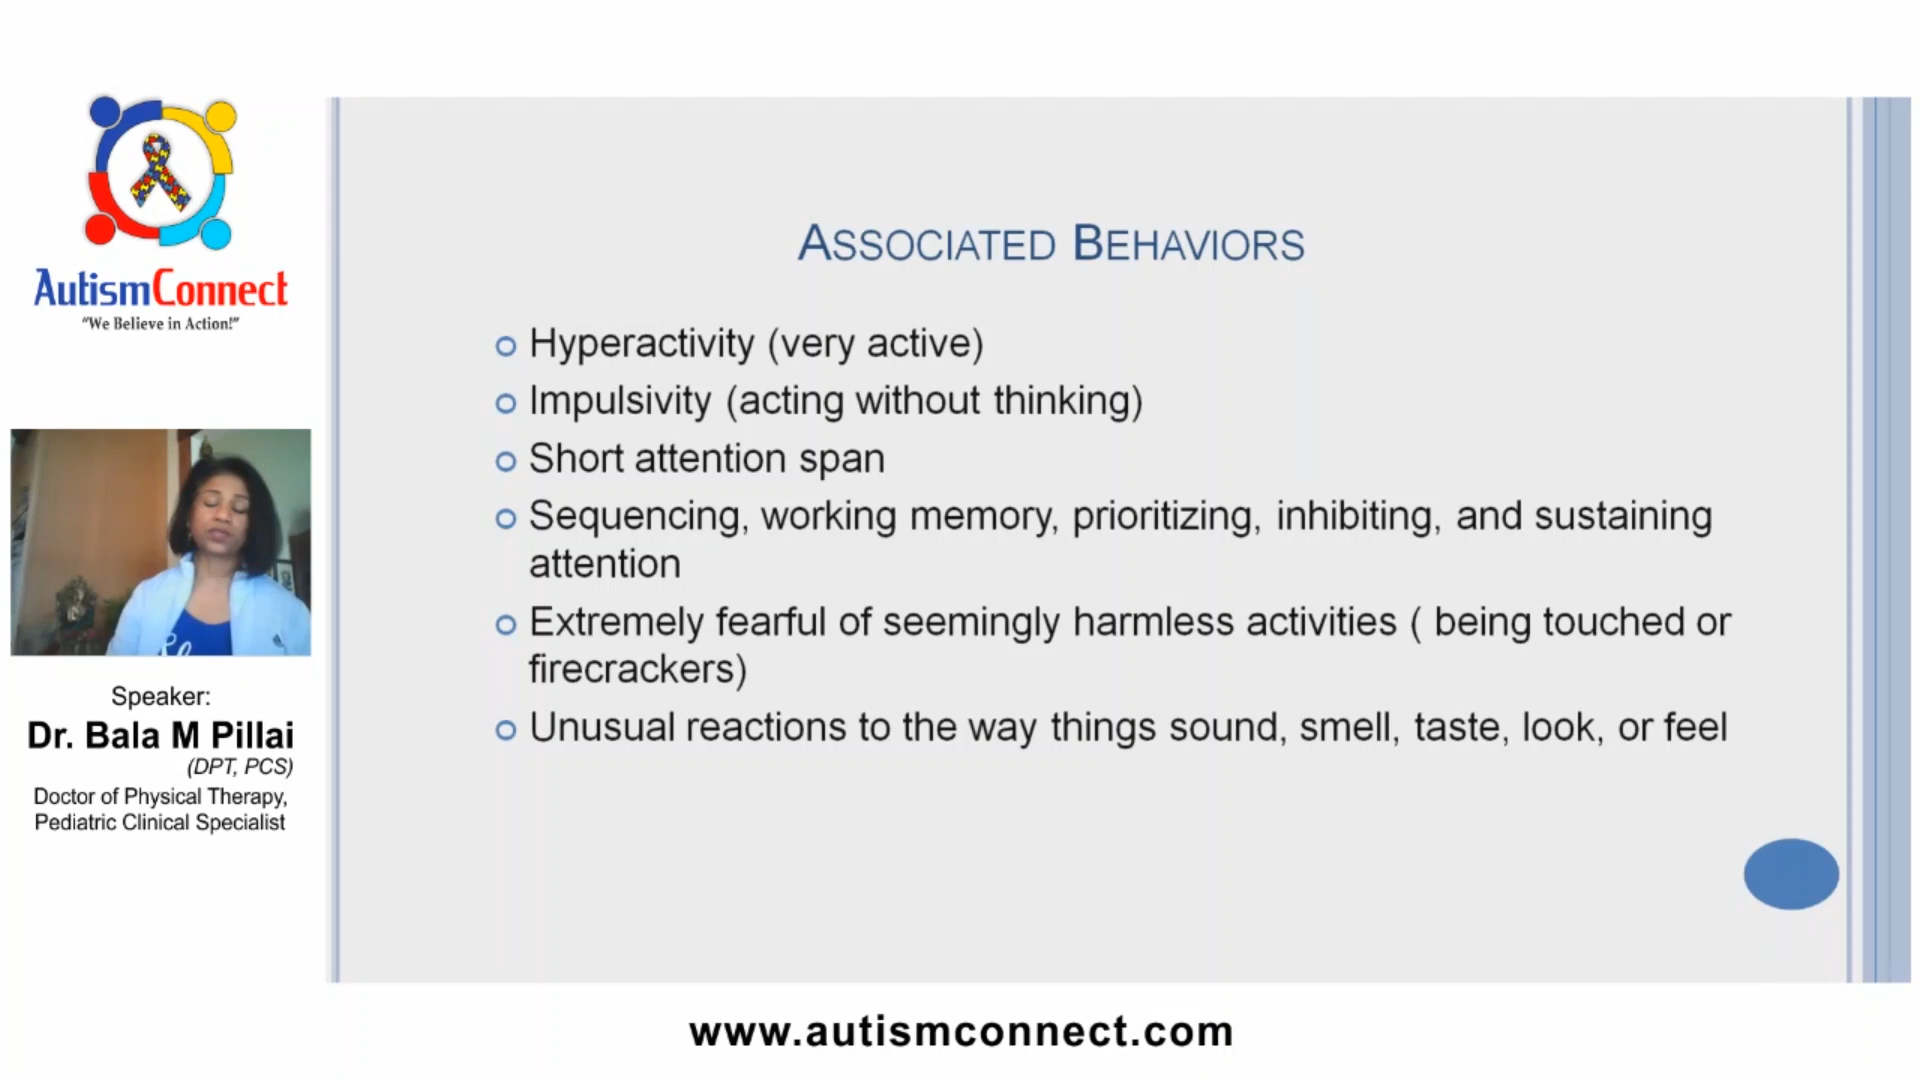 AutismConnect
"We Believe in Action!"
Speaker:
Dr. Bala M Pillai
(DPT, PCS)
Doctor of Physical Therapy,
Pediatric Clinical Specialist
ASSOCIATED BEHAVIORS
Hyperactivity (very active)
Impulsivity (acting without thinking)
Short attention span
Sequencing, working memory, prioritizing, inhibiting, and sustaining
attention
Extremely fearful of seemingly harmless activities ( being touched or
firecrackers)
Unusual reactions to the way things sound, smell, taste, look, or feel
www.autismconnect.com